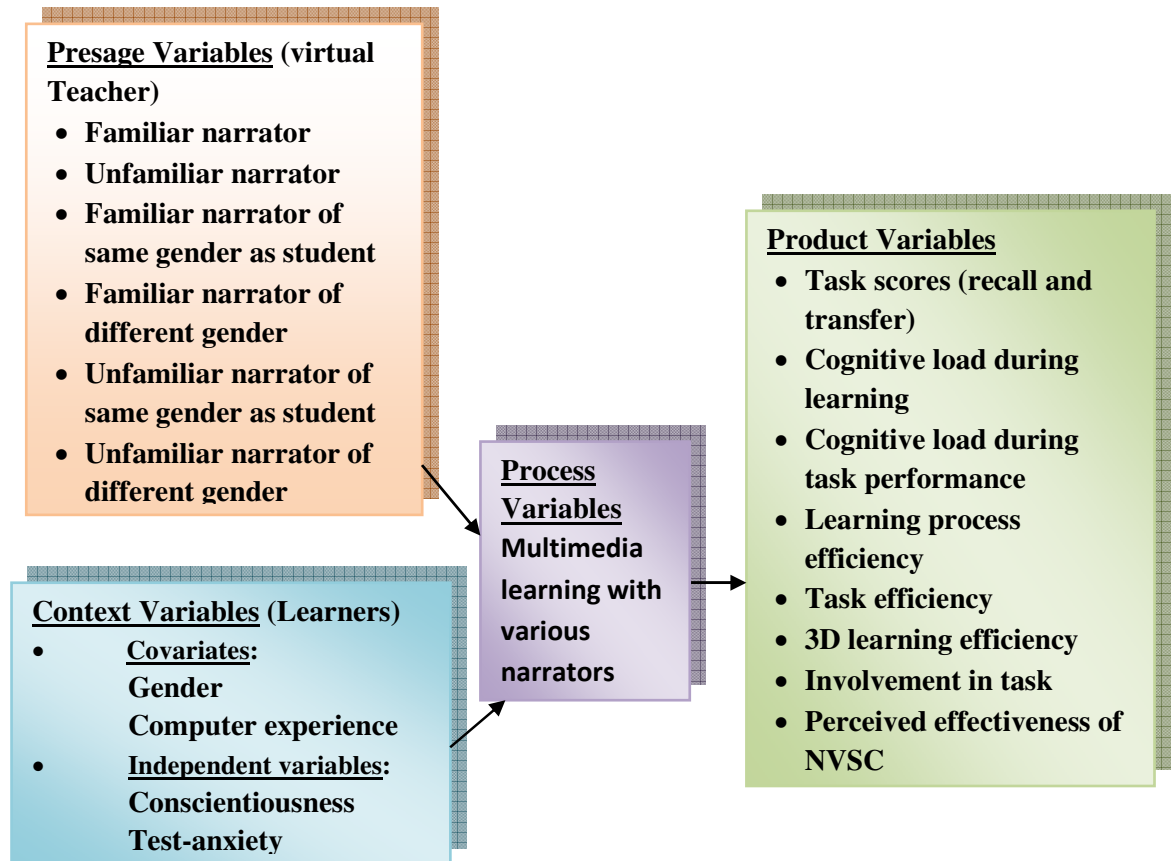 Presage Variables (virtual
Teacher)
• Familiar narrator
• Unfamiliar narrator
• Familiar narrator of
same gender as student
• Familiar narrator of
different gender
• Unfamiliar narrator of
same gender as student
• Unfamiliar narrator of
different gender
Context Variables (Learners)
• Covariates:
Gender
Computer experience
• Independent variables:
Conscientiousness
Test-anxiety
Process
Variables
Multimedia
learning with
various
narrators
Product Variables
• Task scores (recall and
transfer)
• Cognitive load during
learning
• Cognitive load during
task performance
• Learning process
efficiency
• Task efficiency
• 3D learning efficiency
• Involvement in task
• Perceived effectiveness of
NVSC